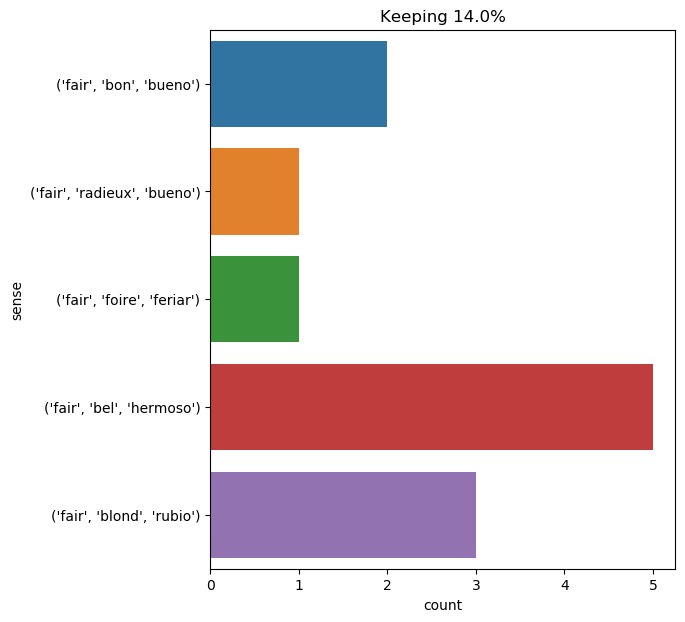 Keeping 14.0%
('fair', 'bon', 'bueno')
('fair', 'radieux', 'bueno')
('fair', 'foire', 'feriar')
('fair', 'bel', 'hermoso')
('fair', 'blond', 'rubio')
sense
0 1 2 3 4 5
count